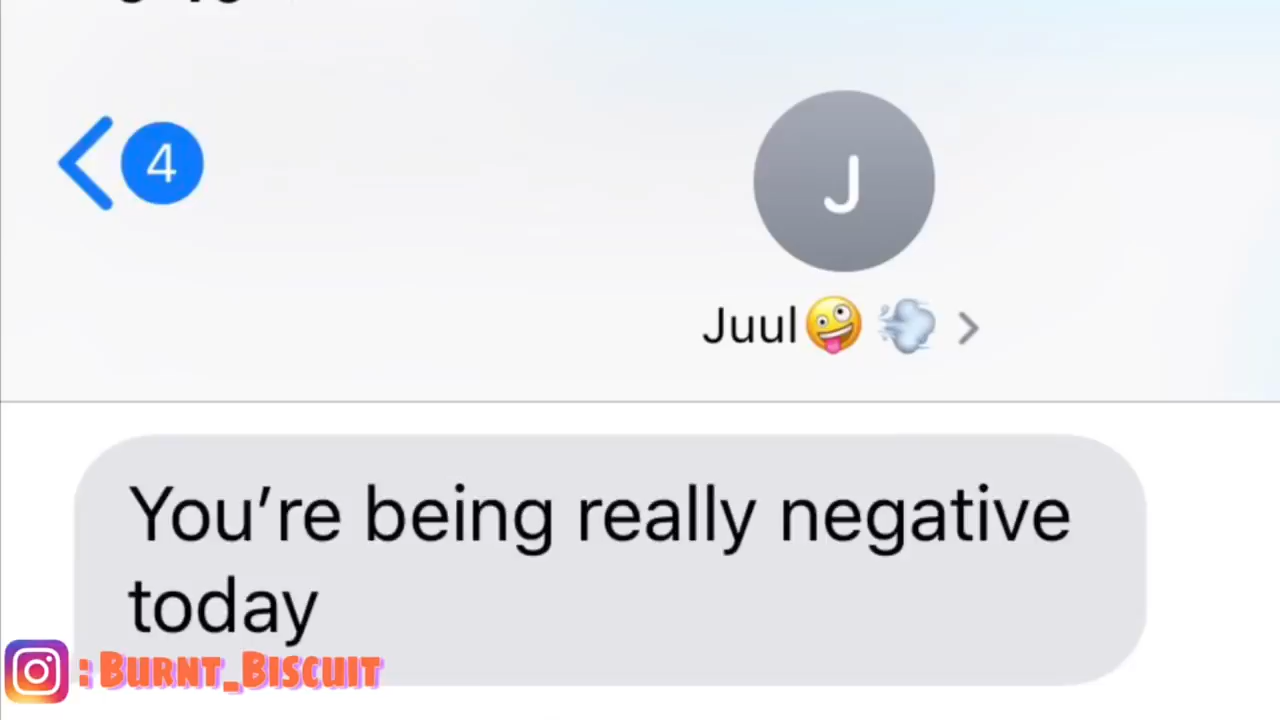 4
J
Juul🤪 💨 >
You're being really negative
today
: BURNT_BISCUIT